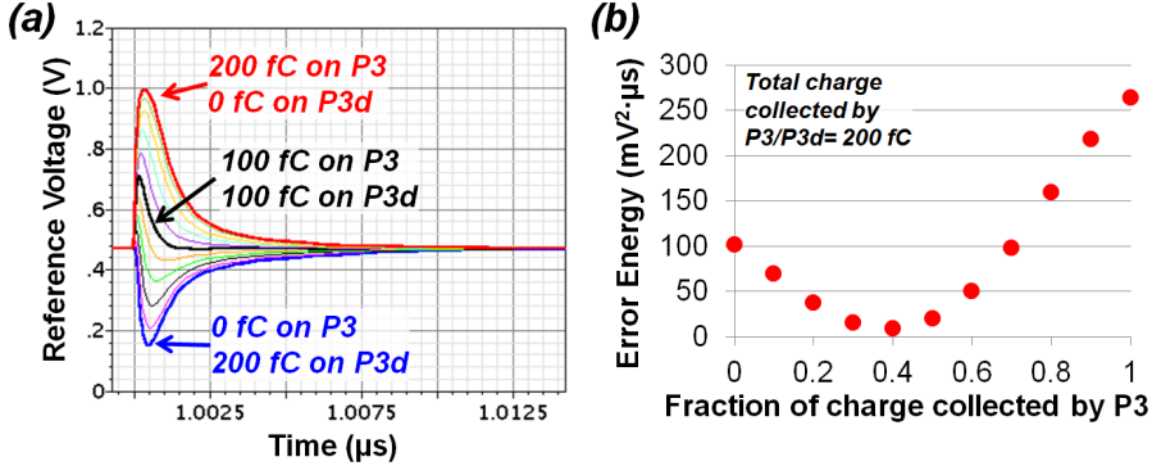 (a)
Reference Voltage (V)
1.2
1.0
.8
.6
.4
.2
0
200 fC on P3
0 fC on P3d
100 fC on P3
100 fC on P3d
0 fC on P3
200 fC on P3d
1.0025
1.0075
1.0125
Time (µs)
(b)
Error Energy (mV²·µs)
300
250
200
150
100
50
0
Total charge
collected by
P3/P3d= 200 fC
0
0.2
0.4
0.6
0.8
1
Fraction of charge collected by P3